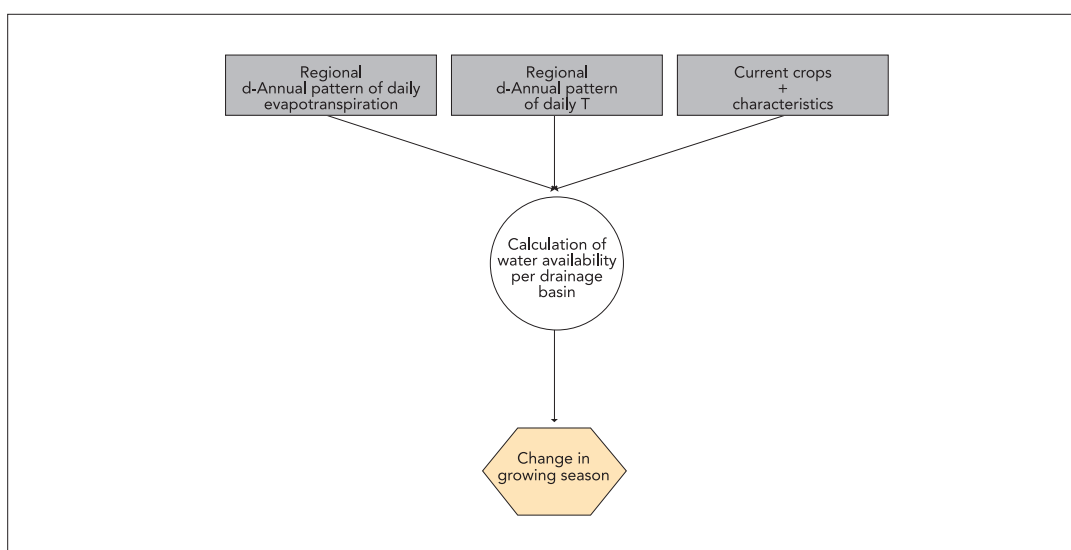 Regional
d-Annual pattern of daily
evapotranspiration
Regional
d-Annual pattern
of daily T
Current crops
+
characteristics
Calculation of
water availability
per drainage
basin
Change in
growing season